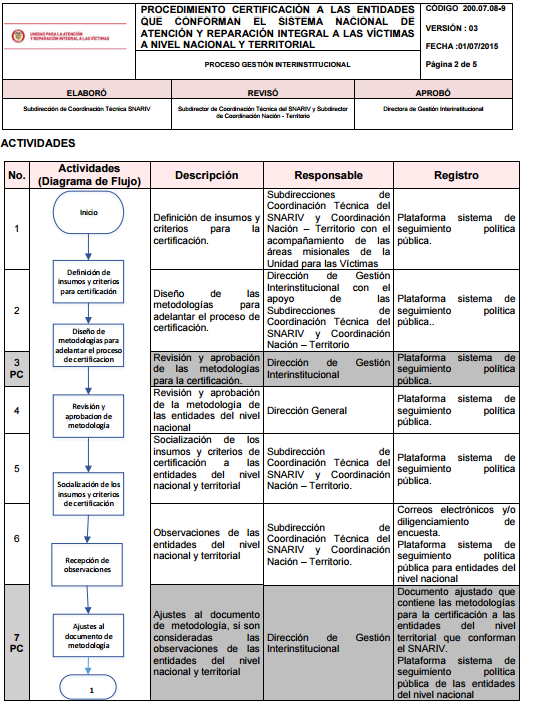 UNIDAD PARA LA ATENCIÓN
Y REPARACIÓN INTEGRAL A LAS VÍCTIMAS
PROCEDIMIENTO CERTIFICACIÓN A LAS ENTIDADES
QUE CONFORMAN EL SISTEMA NACIONAL DE
ATENCIÓN Y REPARACIÓN INTEGRAL A LAS VÍCTIMAS
A NIVEL NACIONAL Y TERRITORIAL
PROCESO GESTIÓN INTERINSTITUCIONAL
CÓDIGO 200.07.08-9
VERSIÓN : 03
FECHA :01/07/2015
Página 2 de 5
ELABORÓ
REVISÓ
APROBÓ
Subdirección de Coordinación Técnica SNARIV
Subdirector de Coordinación Técnica del SNARIV y Subdirector
de Coordinación Nación - Territorio
Directora de Gestión Interinstitucional
ACTIVIDADES
No.
Actividades
(Diagrama de Flujo)
Descripción
Responsable
Registro
1
Inicio
Definición de insumos y
criterios para la
certificación.
Subdirecciones de
Coordinación Técnica del
SNARIV y Coordinación
Nación – Territorio con el
acompañamiento de las
áreas misionales de la
Unidad para las Víctimas
Plataforma sistema de
seguimiento política
pública.
2
Definición de
insumos y criterios
para certificación
Diseño de las
metodologías para
adelantar el proceso de
certificación.
Dirección de Gestión
Interinstitucional con el
apoyo de las
Subdirecciones de
Coordinación Técnica del
SNARIV y Coordinación
Nación – Territorio
Plataforma sistema de
seguimiento política
pública..
3
PC
Diseño de
metodologías para
adelantar el proceso
de certificacion
Revisión y aprobación
de las metodologías
para la certificación.
Dirección de Gestión
Interinstitucional
Plataforma sistema de
seguimiento política
pública.
4
Revisión y
aprobacion de
metodología
Revisión y aprobación
de la metodología de
las entidades del nivel
nacional
Dirección General
Plataforma sistema de
seguimiento política
pública.
5
Socialización de los
insumos y criterios
de certificación
Socialización de los
insumos y criterios de
certificación a las
entidades del nivel
nacional y territorial
Subdirección de
Coordinación Técnica del
SNARIV y Coordinación
Nación – Territorio.
Plataforma sistema de
seguimiento política
pública.
6
Recepción de
observaciones
Observaciones de las
entidades del nivel
nacional y territorial
Subdirección de
Coordinación Técnica del
SNARIV y Coordinación
Nación – Territorio.
Correos electrónicos y/o
diligenciamiento de
encuesta.
Plataforma sistema de
seguimiento política
pública para entidades del
nivel nacional
7
PC
Ajustes al
documento de
metodología
1
Ajustes al documento
de metodología, si son
consideradas las
observaciones de las
entidades del nivel
nacional y territorial
Dirección de Gestión
Interinstitucional
Documento ajustado que
contiene las metodologías
para la certificación a las
entidades del nivel
territorial que conforman
el SNARIV.
Plataforma sistema de
seguimiento política
pública de las entidades
del nivel nacional